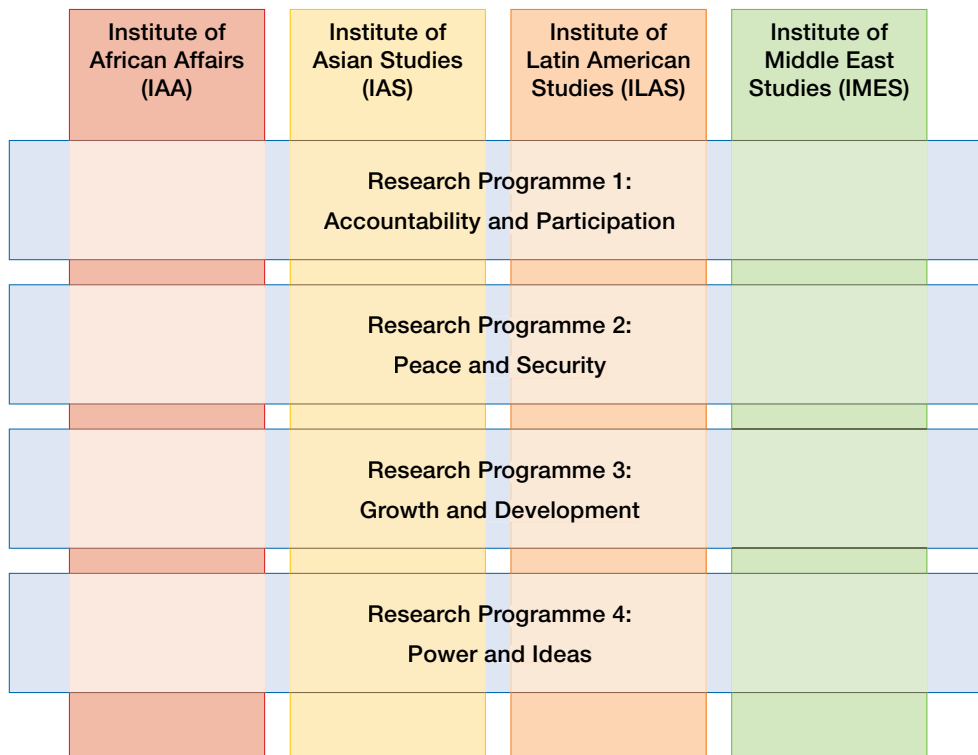 Institute of
African Affairs
(IAA)
Institute of
Asian Studies
(IAS)
Institute of
Latin American
Studies (ILAS)
Institute of
Middle East
Studies (IMES)
Research Programme 1:
Accountability and Participation
Research Programme 2:
Peace and Security
Research Programme 3:
Growth and Development
Research Programme 4:
Power and Ideas